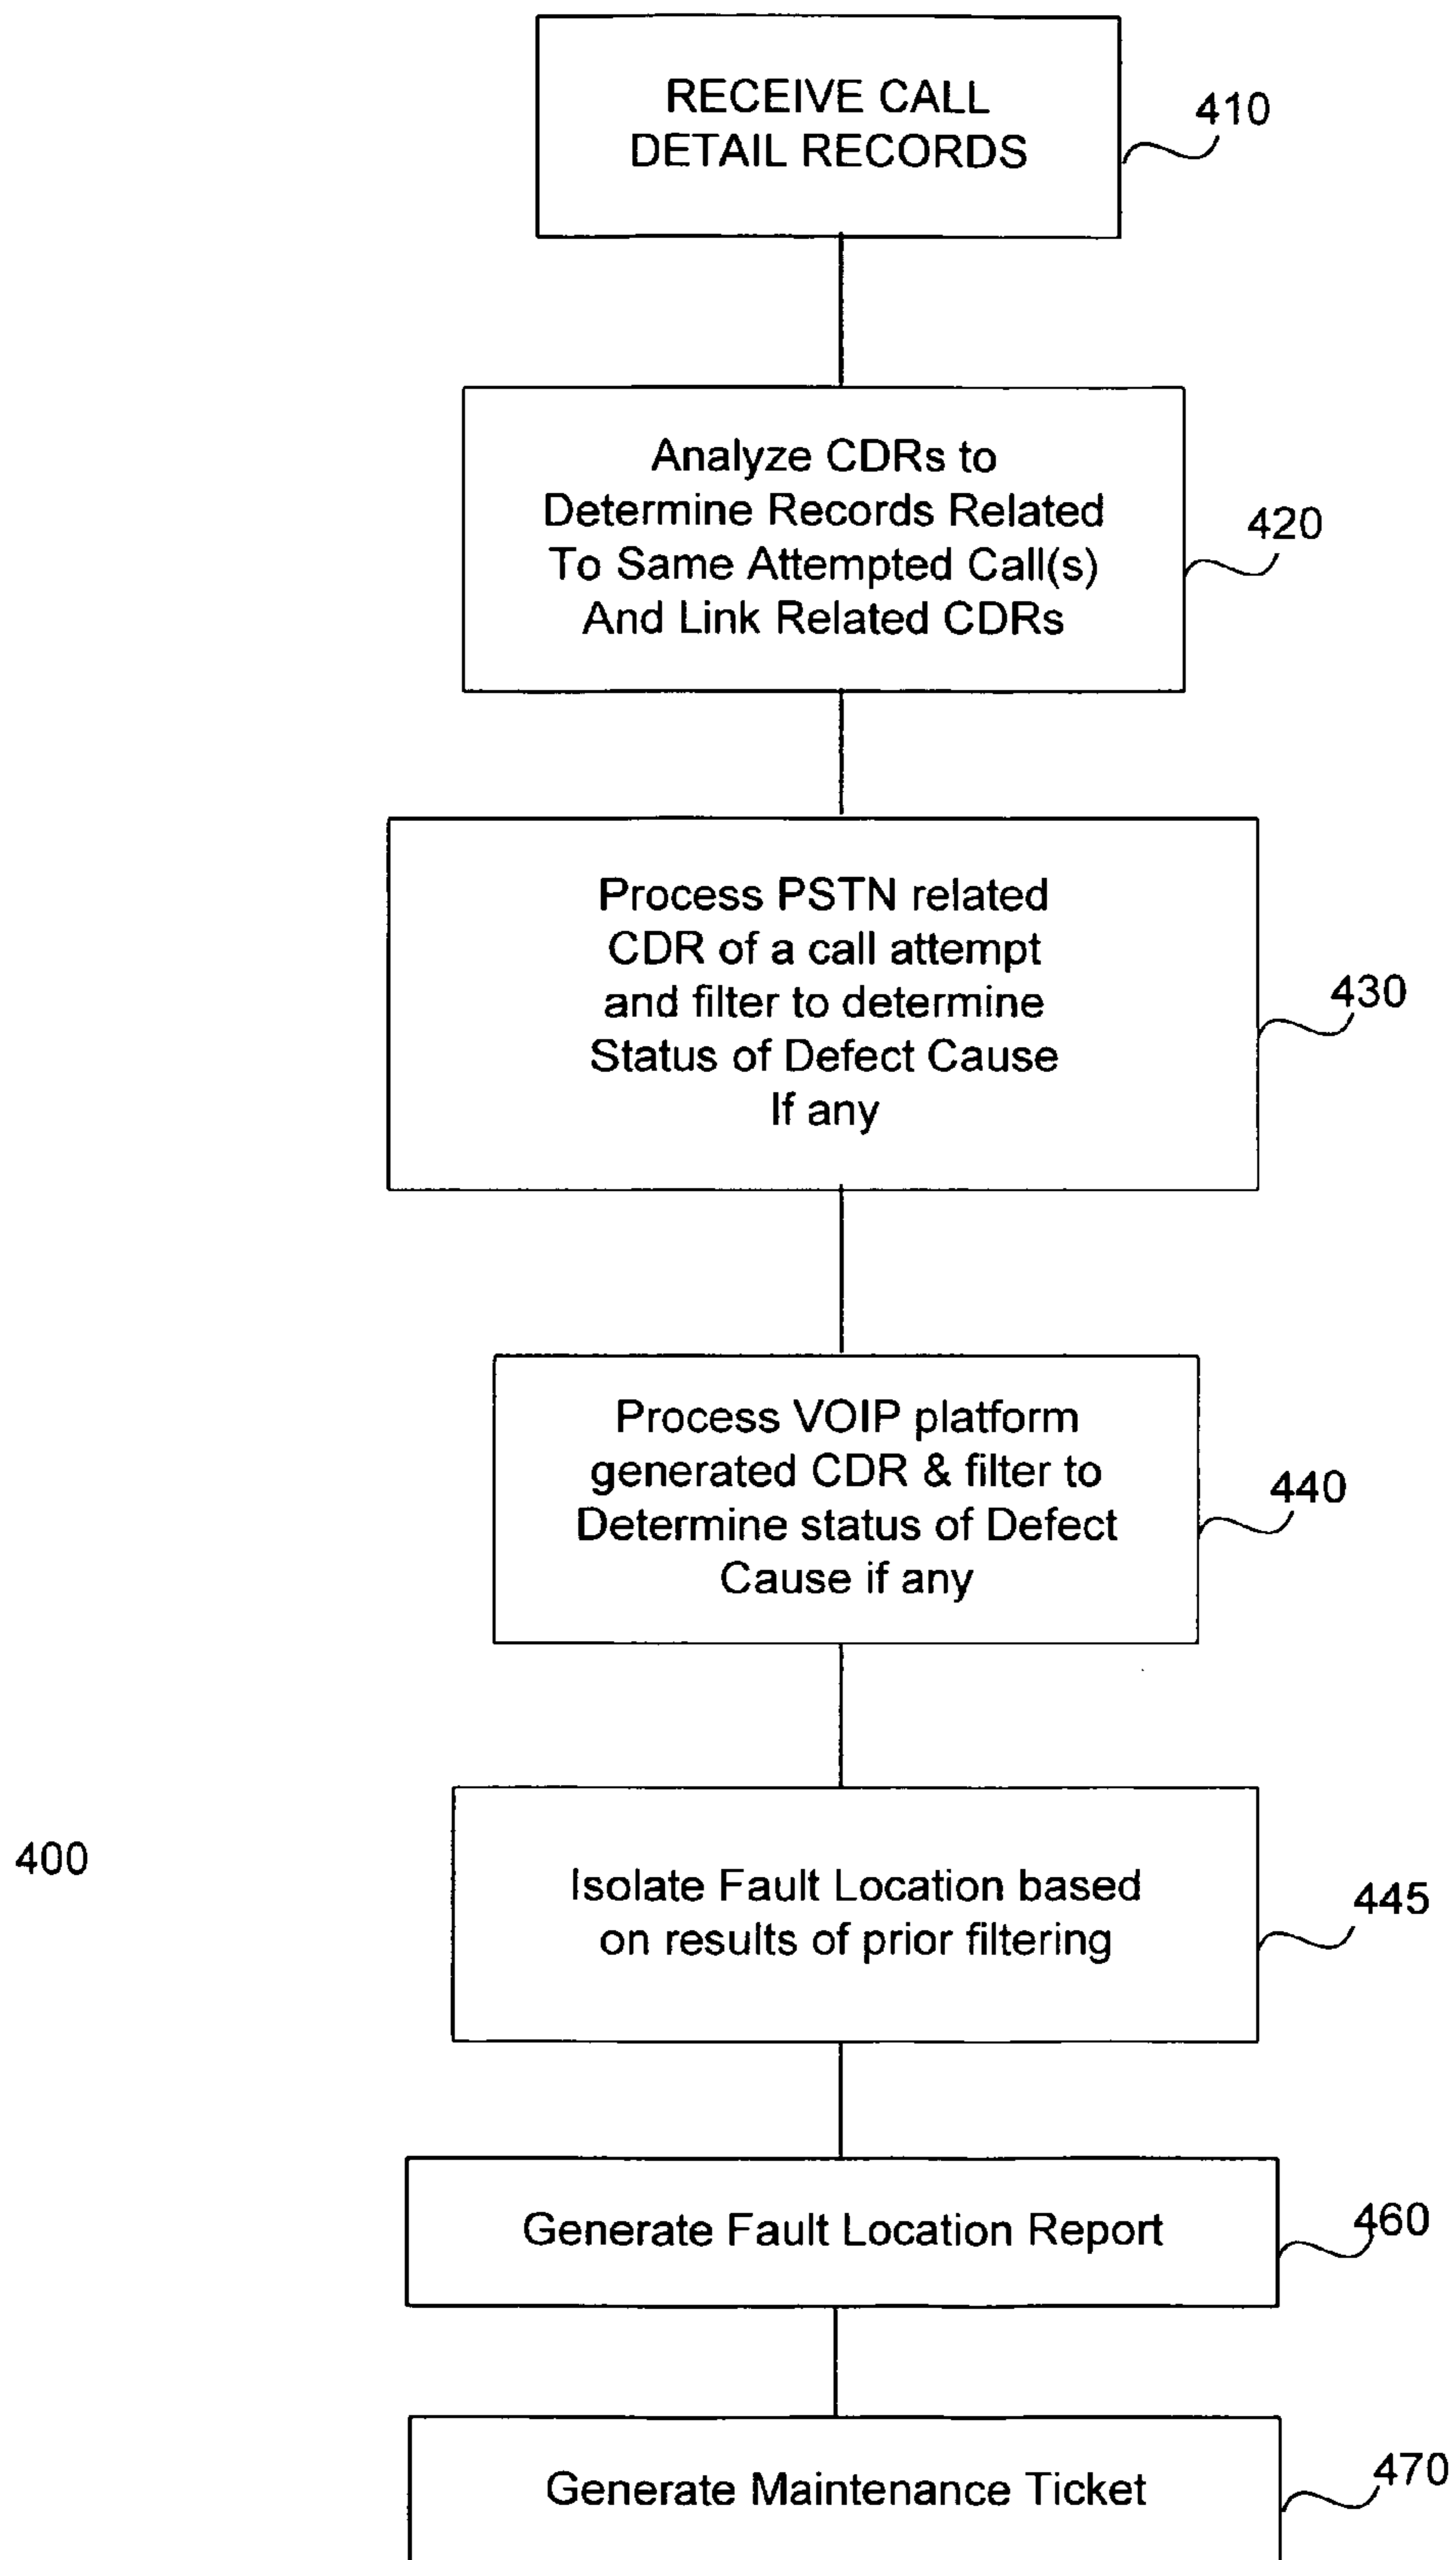 RECEIVE CALL
DETAIL RECORDS
410
Analyze CDRs to
Determine Records Related
To Same Attempted Call(s)
And Link Related CDRs
420
Process PSTN related
CDR of a call attempt
and filter to determine
Status of Defect Cause
If any
430
Process VOIP platform
generated CDR & filter to
Determine status of Defect
Cause if any
440
400
Isolate Fault Location based
on results of prior filtering
445
Generate Fault Location Report
460
Generate Maintenance Ticket
470